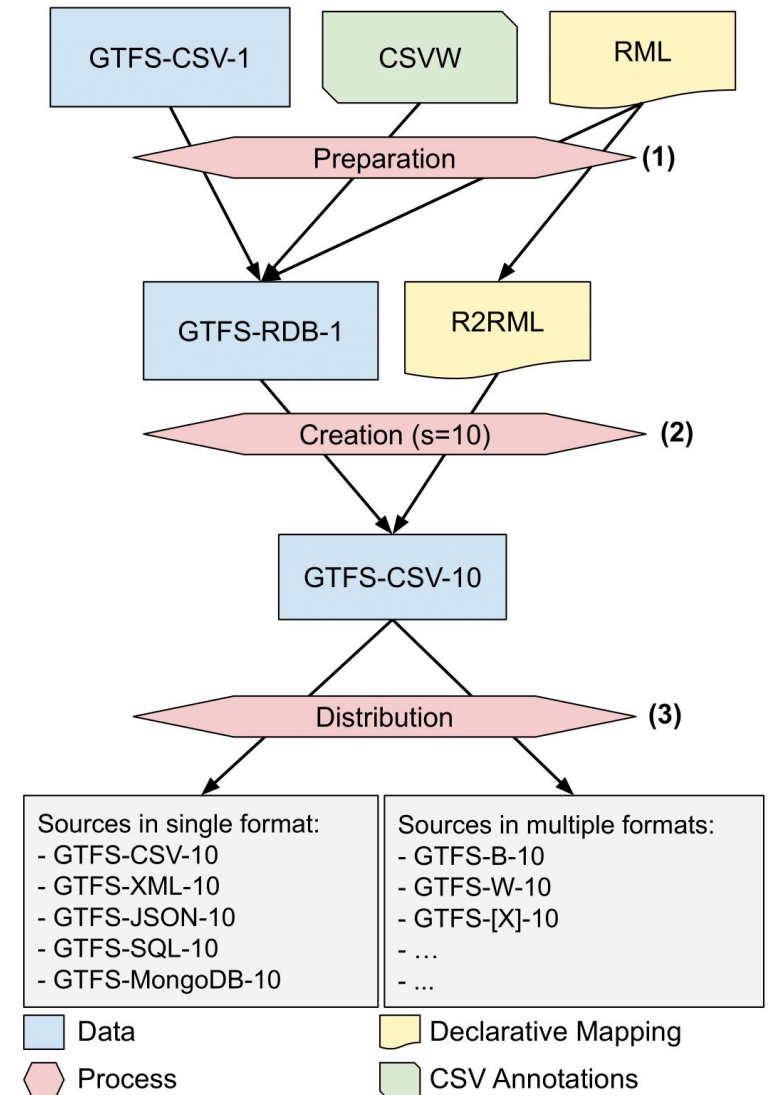 GTFS-CSV-1
CSVW
RML
Preparation
(1)
GTFS-RDB-1
R2RML
Creation (s=10)
(2)
GTFS-CSV-10
Distribution
(3)
Sources in single format:
- GTFS-CSV-10
- GTFS-XML-10
- GTFS-JSON-10
- GTFS-SQL-10
- GTFS-MongoDB-10
Sources in multiple formats:
- GTFS-B-10
- GTFS-W-10
- GTFS-[X]-10
- …
- ...
Data
Declarative Mapping
Process
CSV Annotations